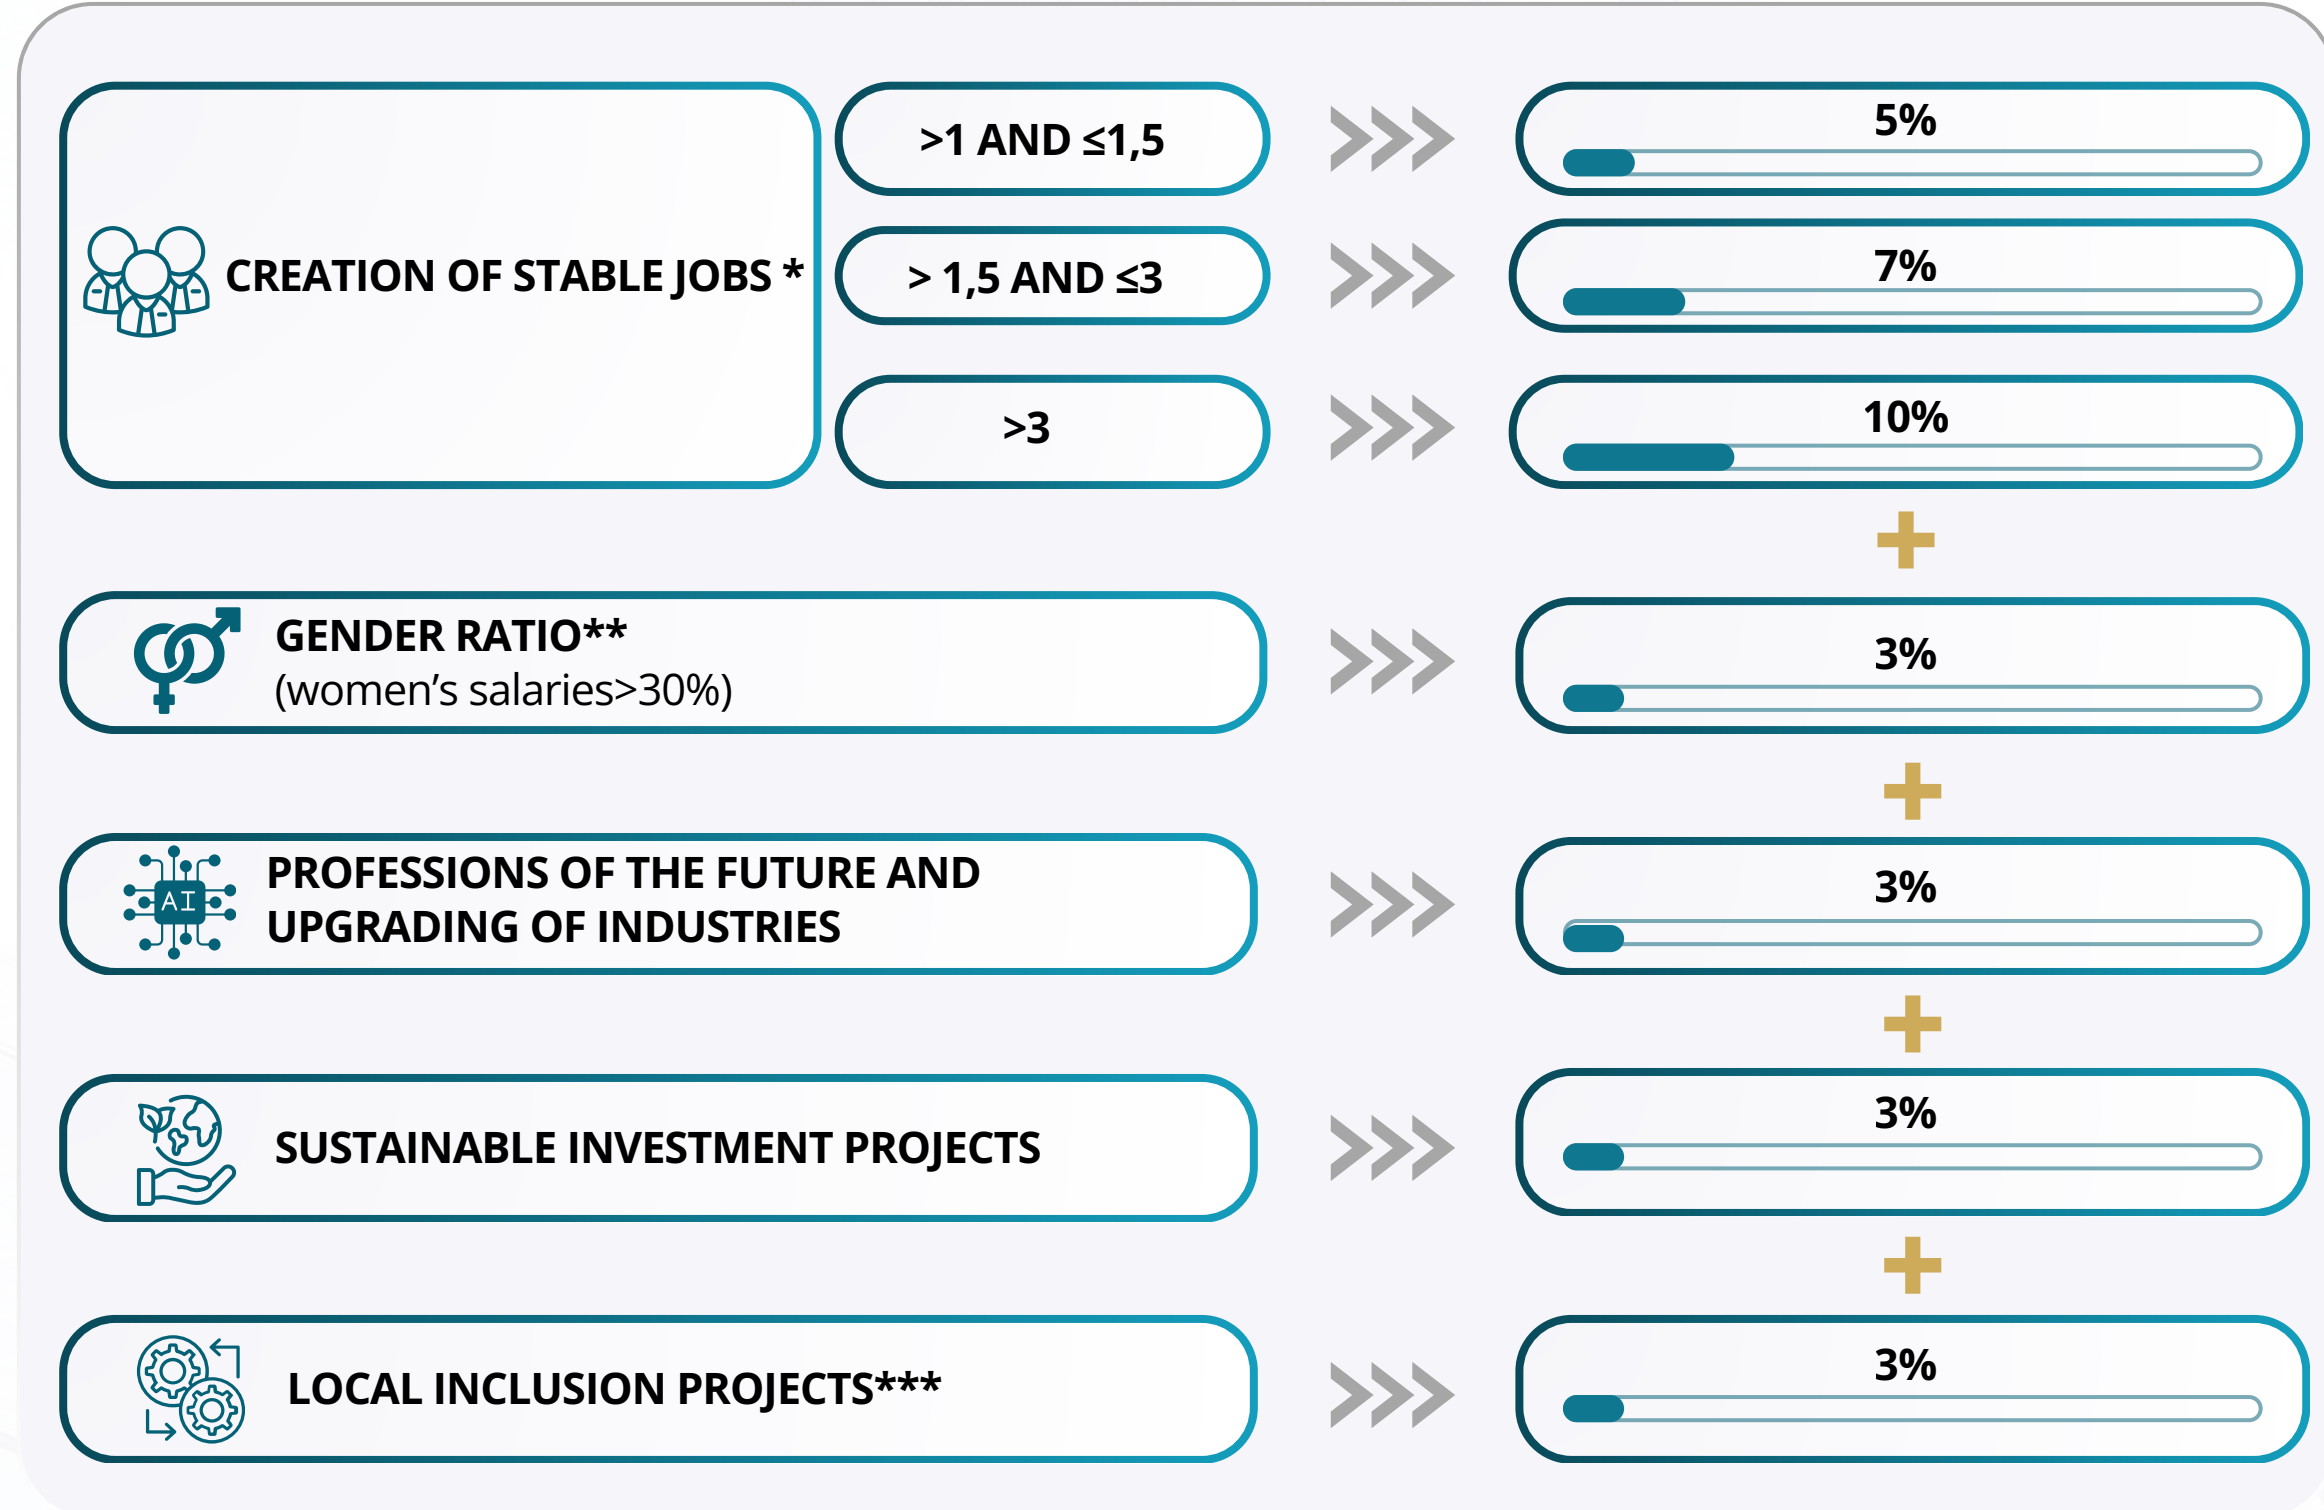 >1 AND ≤1,5
5%
CREATION OF STABLE JOBS *
> 1,5 AND ≤3
7%
>3
10%
GENDER RATIO**
(women’s salaries>30%)
3%
AI
PROFESSIONS OF THE FUTURE AND
UPGRADING OF INDUSTRIES
3%
SUSTAINABLE INVESTMENT PROJECTS
3%
LOCAL INCLUSION PROJECTS***
3%